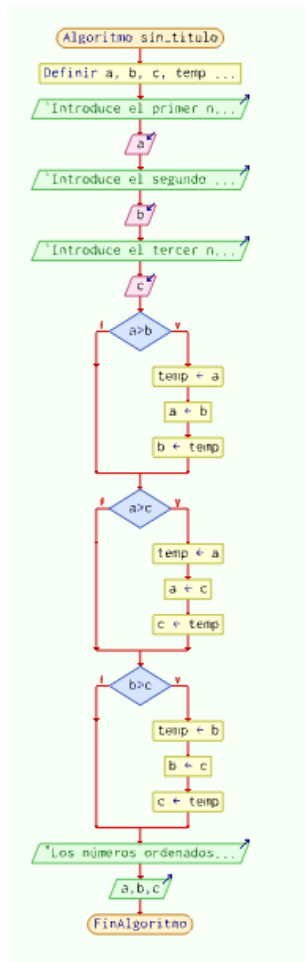 Algoritmo sin_titulo
Definir a, b, c, temp ...
'Introduce el primer n...
a
'Introduce el segundo ...
b
'Introduce el tercer n...
c
F
a>b
V
temp ← a
a ← b
b ← temp
F
a>c
V
temp ← a
a ← c
c ← temp
F
b>c
V
temp ← b
b ← c
c ← temp
"Los números ordenados...
a,b,c
FinAlgoritmo